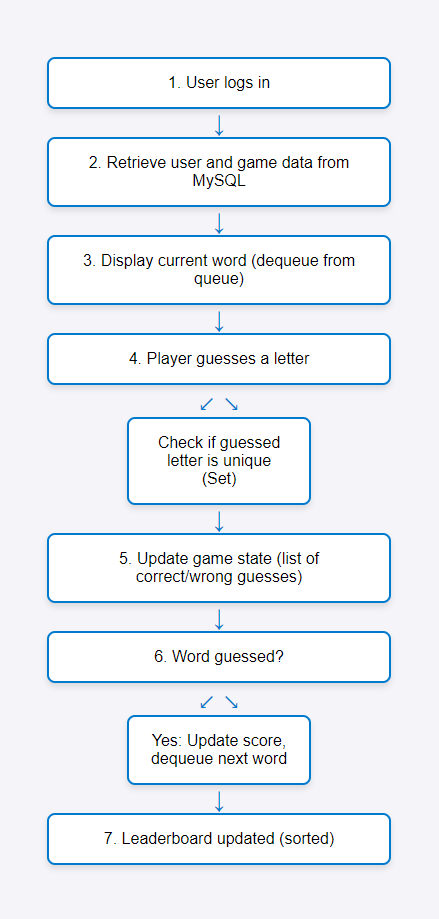 1. User logs in
2. Retrieve user and game data from
MySQL
3. Display current word (dequeue from
queue)
4. Player guesses a letter
Check if guessed
letter is unique
(Set)
5. Update game state (list of
correct/wrong guesses)
6. Word guessed?
Yes: Update score,
dequeue next word
7. Leaderboard updated (sorted)